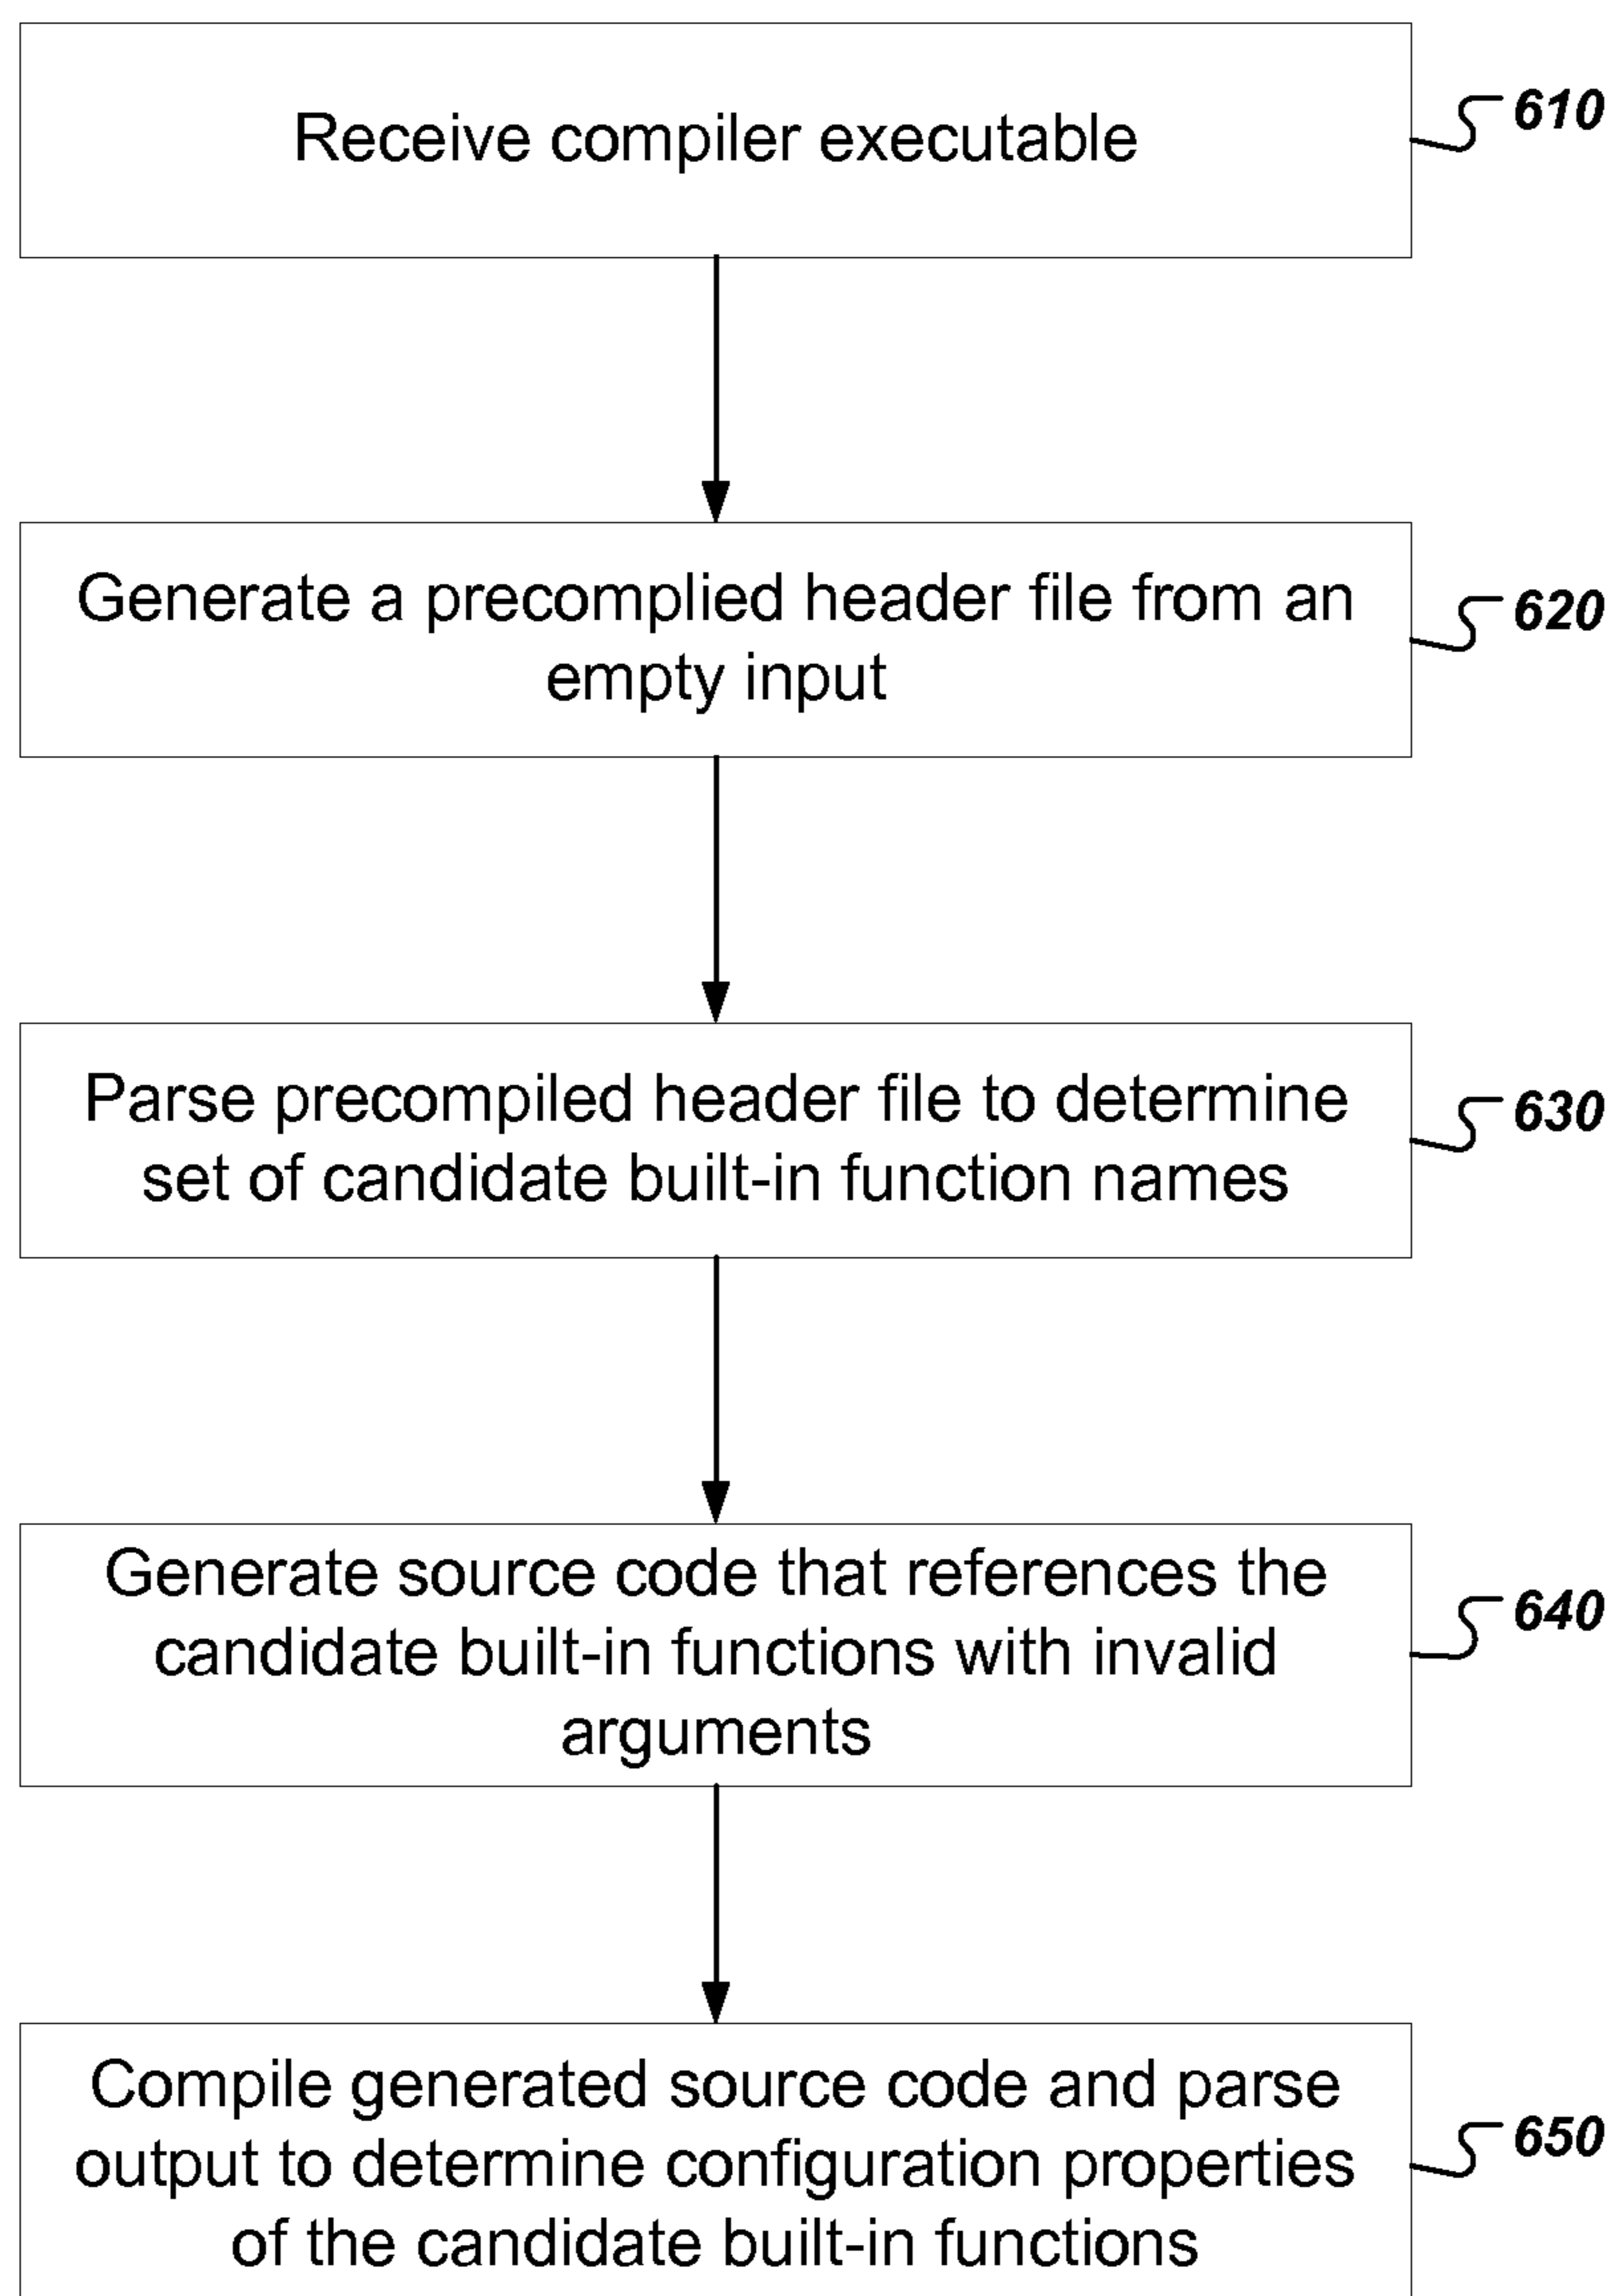 Receive compiler executable
610
Generate a precomplied header file from an
empty input
620
Parse precompiled header file to determine
set of candidate built-in function names
630
Generate source code that references the
candidate built-in functions with invalid
arguments
640
Compile generated source code and parse
output to determine configuration properties
of the candidate built-in functions
650